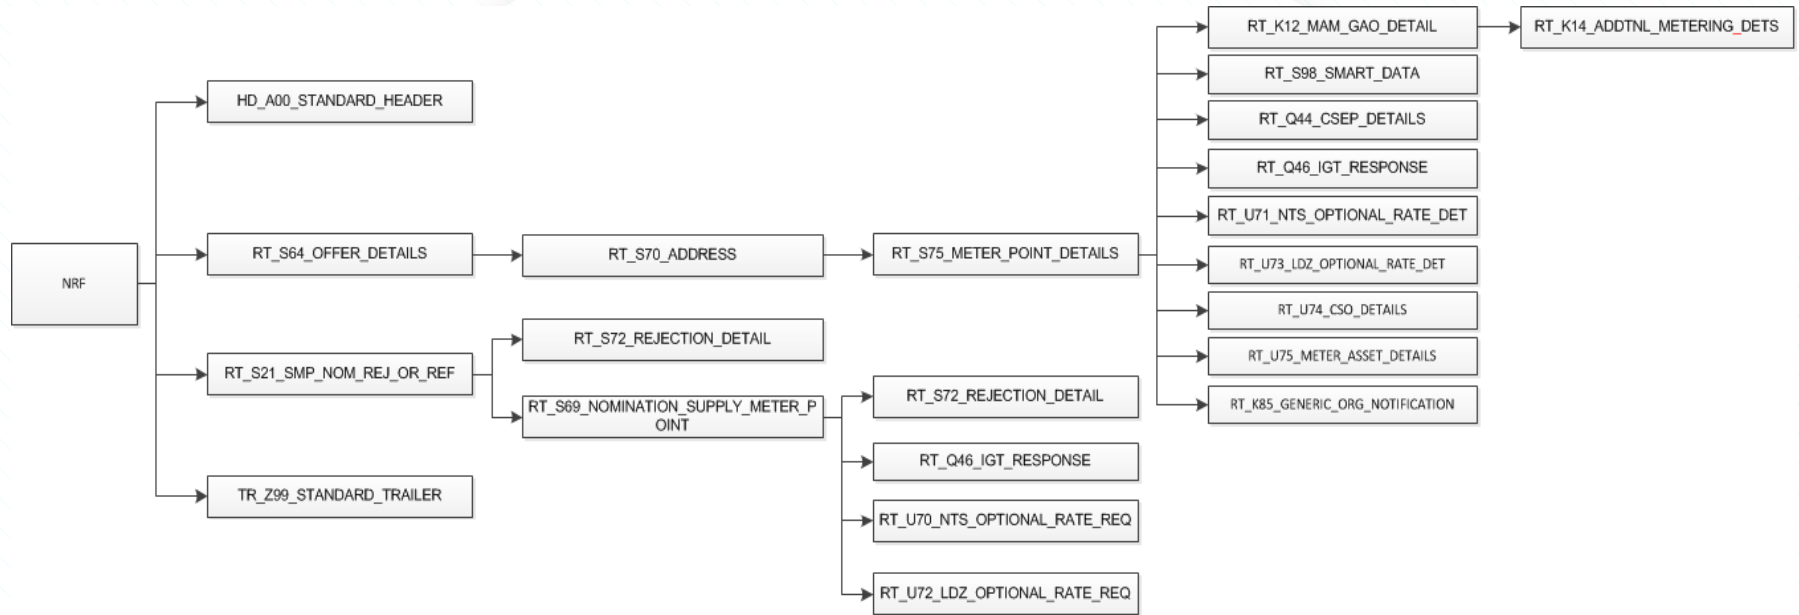 RT_K12_MAM_GAO_DETAIL
RT_K14_ADDTNL_METERING_DETS
RT_S98_SMART_DATA
HD_A00_STANDARD_HEADER
RT_Q44_CSEP_DETAILS
RT_Q46_IGT_RESPONSE
RT_U71_NTS_OPTIONAL_RATE_DET
RT_S64_OFFER_DETAILS
RT_S70_ADDRESS
RT_S75_METER_POINT_DETAILS
RT_U73_LDZ_OPTIONAL_RATE_DET
NRF
RT_U74_CSO_DETAILS
RT_S72_REJECTION_DETAIL
RT_U75_METER_ASSET_DETAILS
RT_S21_SMP_NOM_REJ_OR_REF
RT_S69_NOMINATION_SUPPLY_METER_P
OINT
RT_S72_REJECTION_DETAIL
RT_K85_GENERIC_ORG_NOTIFICATION
RT_Q46_IGT_RESPONSE
TR_Z99_STANDARD_TRAILER
RT_U70_NTS_OPTIONAL_RATE_REQ
RT_U72_LDZ_OPTIONAL_RATE_REQ